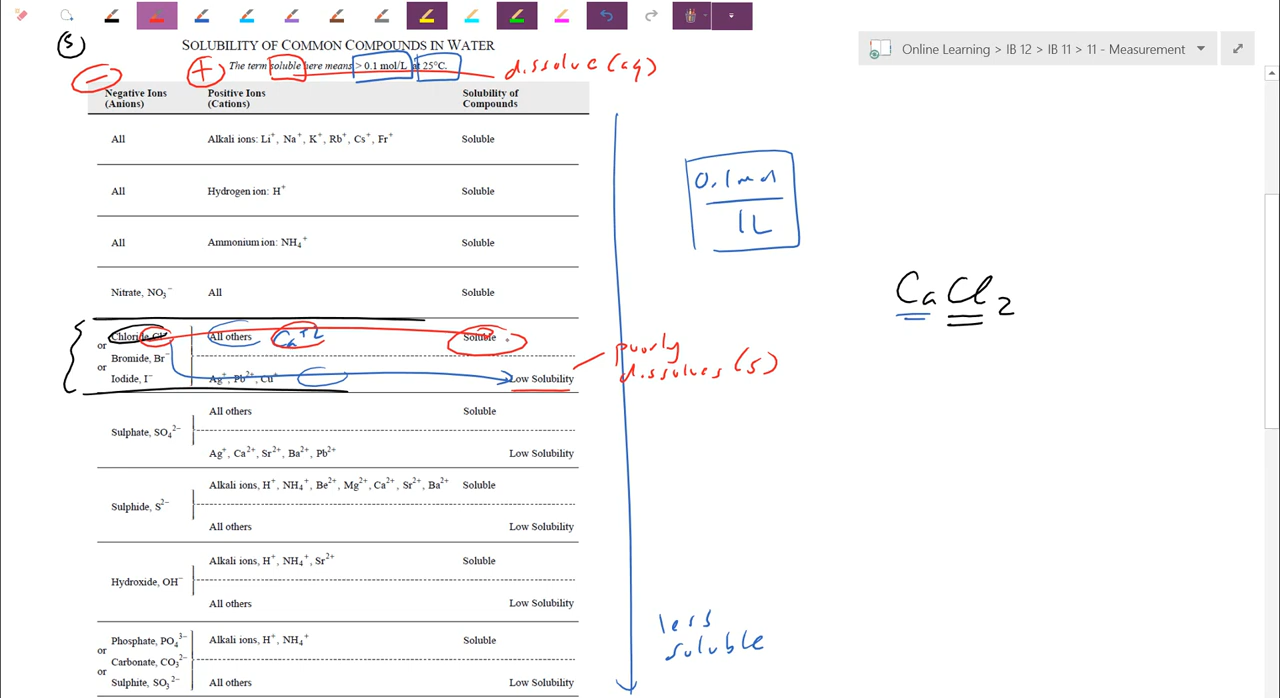 Online Learning > IB 12 > IB 11 > 11 - Measurement
(5)
SOLUBILITY OF COMMON COMPOUNDS IN WATER
The term soluble here means > 0.1 mol/L at 25°C.
dissolve (aq)
− +
Negative Ions (Anions) Positive Ions (Cations) Solubility of Compounds
All Alkali ions: Li⁺, Na⁺, K⁺, Rb⁺, Cs⁺, Fr⁺ Soluble
All Hydrogen ion: H⁺ Soluble
All Ammonium ion: NH₄⁺ Soluble
Nitrate, NO₃⁻ All Soluble
Chloride, Cl⁻ All others Ca⁺² Soluble
or
Bromide, Br⁻
or
Iodide, I⁻ Ag⁺, Pb²⁺, Cu⁺ Low Solubility
All others Soluble
Sulphate, SO₄²⁻
Ag⁺, Ca²⁺, Sr²⁺, Ba²⁺, Pb²⁺ Low Solubility
Alkali ions, H⁺, NH₄⁺, Be²⁺, Mg²⁺, Ca²⁺, Sr²⁺, Ba²⁺ Soluble
Sulphide, S²⁻
All others Low Solubility
Alkali ions, H⁺, NH₄⁺, Sr²⁺ Soluble
Hydroxide, OH⁻
All others Low Solubility
Phosphate, PO₄³⁻ Alkali ions, H⁺, NH₄⁺ Soluble
or
Carbonate, CO₃²⁻
or
Sulphite, SO₃²⁻ All others Low Solubility
0.1 mol
1L
poorly
dissolves (s)
less
soluble
CaCl₂